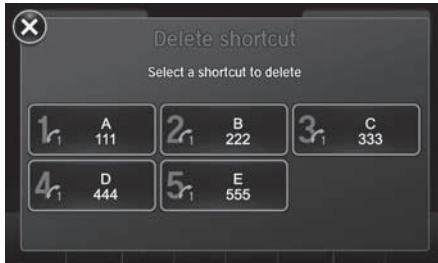 Delete shortcut
Select a shortcut to delete
1 1 A 111
2 1 B 222
3 1 C 333
4 1 D 444
5 1 E 555